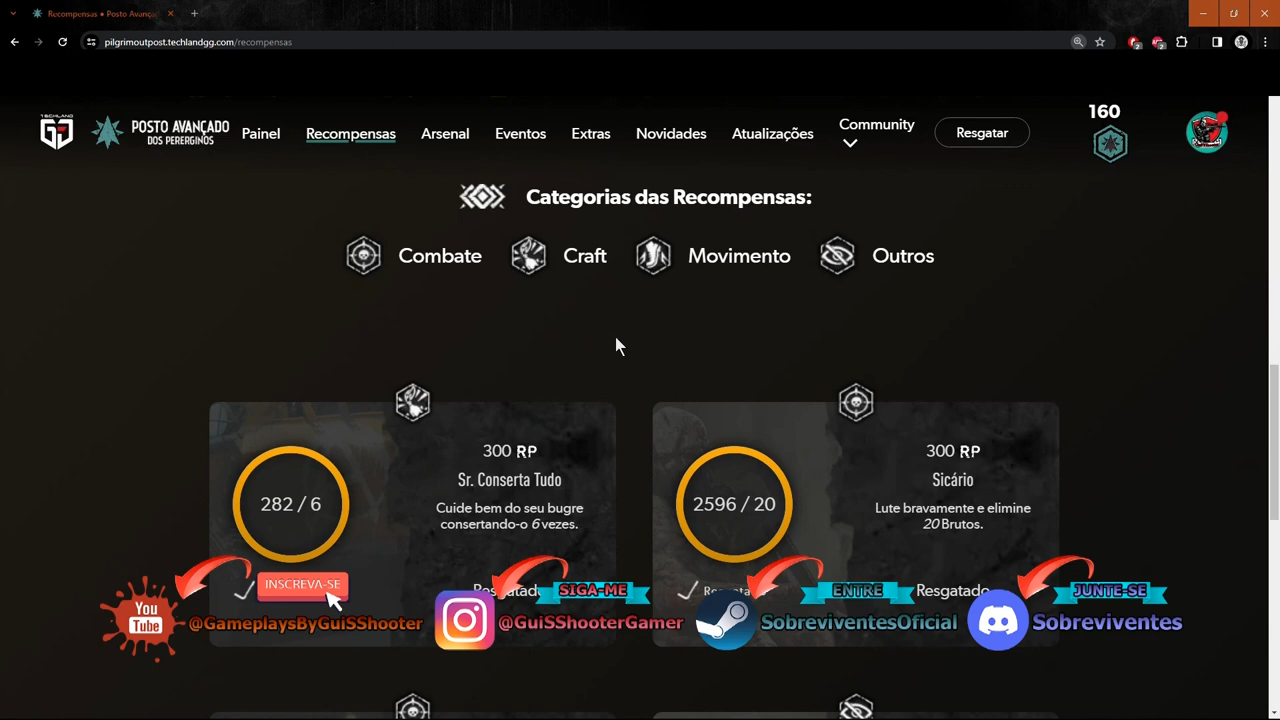 Recompensas • Posto Avanç
pilgrimoutpost.techlandgg.com/recompensas
TECHLAND
GG
POSTO AVANÇADO
DOS PERERGINOS
Painel
Recompensas
Arsenal
Eventos
Extras
Novidades
Atualizações
Community
Resgatar
160
Categorias das Recompensas:
Combate
Craft
Movimento
Outros
282 / 6
300 RP
Sr. Conserta Tudo
Cuide bem do seu bugre
consertando-o 6 vezes.
2596 / 20
300 RP
Sicário
Lute bravamente e elimine
20 Brutos.
INSCREVA-SE
SIGA-ME
ENTRE
Resgatado
JUNTE-SE
You
Tube
@GameplaysByGuiSShooter
@GuiSShooterGamer
SobreviventesOficial
Sobreviventes